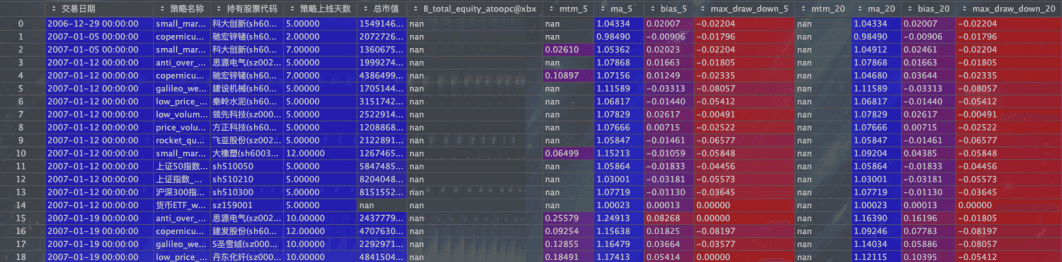 交易日期 策略名称 持有股票代码 策略上线天数 总市值 B_total_equity_atoopc@xbx mtm_5 ma_5 bias_5 max_draw_down_5 mtm_20 ma_20 bias_20 max_draw_down_20
0 2006-12-29 00:00:00 small_mar... 科大创新(sh60... 5.00000 1549146... nan nan 1.04334 0.02007 -0.02204 nan 1.04334 0.02007 -0.02204
1 2007-01-05 00:00:00 copernicu... 驰宏锌锗(sh60... 2.00000 2072726... nan nan 0.98490 -0.00906 -0.01796 nan 0.98490 -0.00906 -0.01796
2 2007-01-05 00:00:00 small_mar... 科大创新(sh60... 7.00000 1360675... nan 0.02610 1.05362 0.02023 -0.02204 nan 1.04912 0.02461 -0.02204
3 2007-01-12 00:00:00 anti_over_... 思源电气(sz002... 5.00000 1999274... nan nan 1.07868 0.01663 -0.01805 nan 1.07868 0.01663 -0.01805
4 2007-01-12 00:00:00 copernicu... 驰宏锌锗(sh60... 7.00000 4386499... nan 0.10897 1.07156 0.01249 -0.02335 nan 1.04680 0.03644 -0.02335
5 2007-01-12 00:00:00 galileo_we... 建设机械(sh60... 5.00000 1705144... nan nan 1.11589 -0.03313 -0.08057 nan 1.11589 -0.03313 -0.08057
6 2007-01-12 00:00:00 low_price_... 秦岭水泥(sh60... 5.00000 3151742... nan nan 1.06817 -0.01440 -0.05412 nan 1.06817 -0.01440 -0.05412
7 2007-01-12 00:00:00 low_volum... 领先科技(sz00... 5.00000 2522914... nan nan 1.07829 0.02617 -0.00491 nan 1.07829 0.02617 -0.00491
8 2007-01-12 00:00:00 price_volu... 方正科技(sh60... 5.00000 1208868... nan nan 1.07666 0.00715 -0.02522 nan 1.07666 0.00715 -0.02522
9 2007-01-12 00:00:00 rocket_qu... 飞亚股份(sz00... 5.00000 2122891... nan nan 1.05847 -0.01461 -0.06577 nan 1.05847 -0.01461 -0.06577
10 2007-01-12 00:00:00 small_mar... 大橡塑(sh6003... 12.00000 1267465... nan 0.06499 1.13215 -0.01059 -0.05848 nan 1.09204 0.04385 -0.05848
11 2007-01-12 00:00:00 上证50指数... sh510050 5.00000 5847485... nan nan 1.05864 -0.01833 -0.04456 nan 1.05864 -0.01833 -0.04456
12 2007-01-12 00:00:00 上证指数_... sh510210 5.00000 8204048... nan nan 1.03001 -0.03181 -0.05573 nan 1.03001 -0.03181 -0.05573
13 2007-01-12 00:00:00 沪深300指... sh510300 5.00000 8151552... nan nan 1.07719 -0.01130 -0.03645 nan 1.07719 -0.01130 -0.03645
14 2007-01-12 00:00:00 货币ETF_w... sz159001 5.00000 nan nan nan 1.00023 0.00013 0.00000 nan 1.00023 0.00013 0.00000
15 2007-01-19 00:00:00 anti_over_... 思源电气(sz002... 10.00000 2437779... nan 0.25579 1.24913 0.08268 0.00000 nan 1.16390 0.16196 -0.01805
16 2007-01-19 00:00:00 copernicu... 建发股份(sh60... 12.00000 4707630... nan 0.09254 1.15638 0.01825 -0.08197 nan 1.09246 0.07783 -0.08197
17 2007-01-19 00:00:00 galileo_we... S圣雪绒(sz000... 10.00000 2292971... nan 0.12855 1.16479 0.03664 -0.03577 nan 1.14034 0.05886 -0.08057
18 2007-01-19 00:00:00 low_price_... 丹东化纤(sz000... 10.00000 4841504... nan 0.18491 1.17413 0.05414 0.00000 nan 1.12115 0.10395 -0.05412